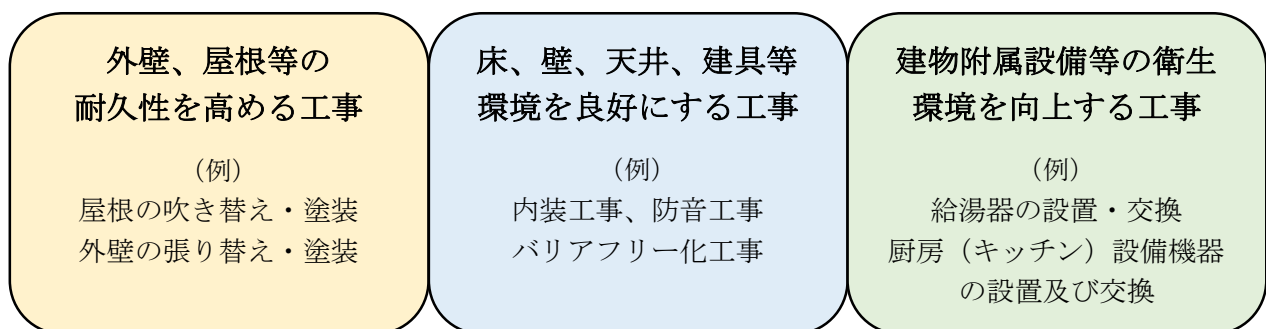 外壁、屋根等の
耐久性を高める工事
（例）
屋根の吹き替え・塗装
外壁の張り替え・塗装
床、壁、天井、建具等
環境を良好にする工事
（例）
内装工事、防音工事
バリアフリー化工事
建物附属設備等の衛生
環境を向上する工事
（例）
給湯器の設置・交換
厨房（キッチン）設備機器
の設置及び交換